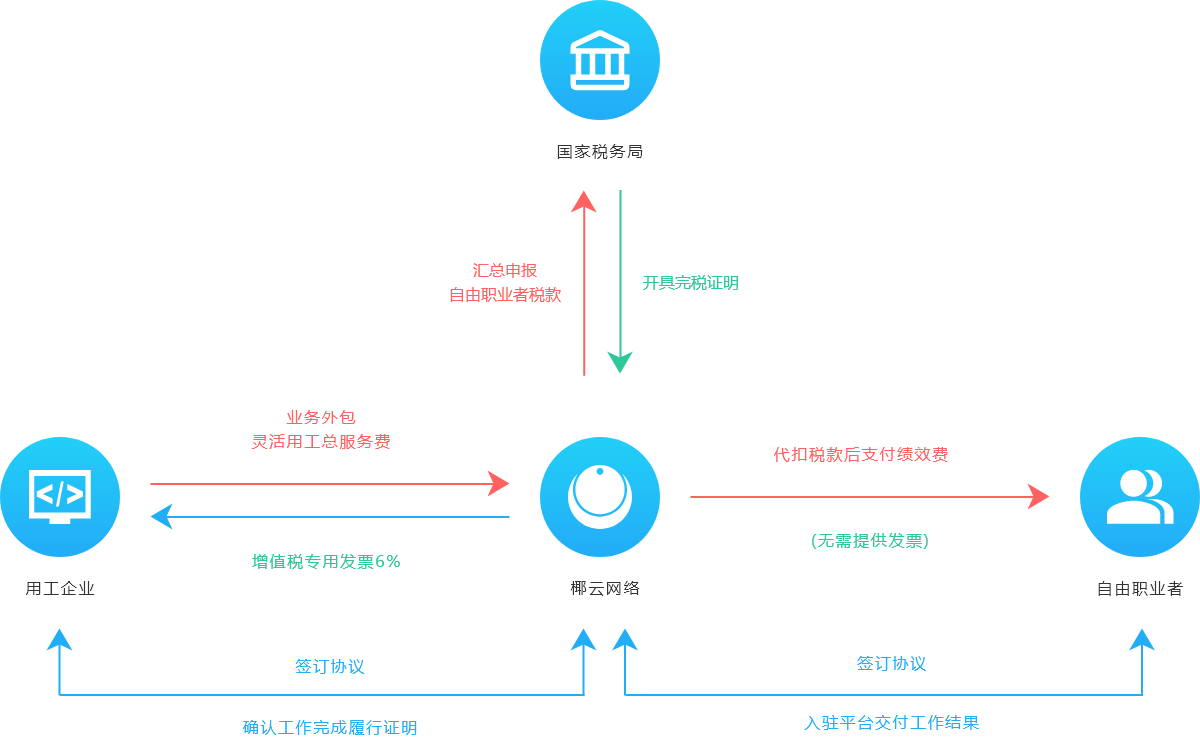 国家税务局
汇总申报
自由职业者税款
开具完税证明
业务外包
灵活用工总服务费
代扣税款后支付绩效费
增值税专用发票6%
(无需提供发票)
用工企业
椰云网络
自由职业者
签订协议
签订协议
确认工作完成履行证明
入驻平台交付工作结果